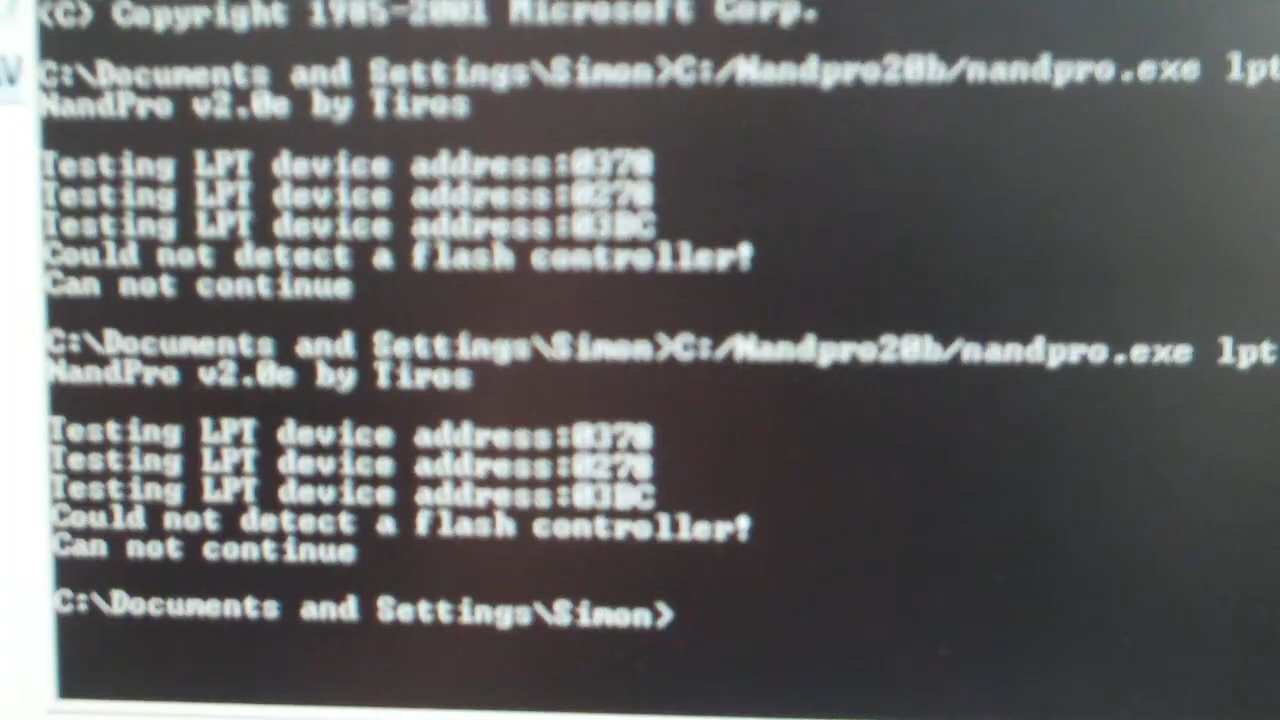 (C) Copyright 1985-2001 Microsoft Corp.
C:\Documents and Settings\Simon>C:/Nandpro20b/nandpro.exe lpt
NandPro v2.0e by Tiros
Testing LPT device address:0378
Testing LPT device address:0278
Testing LPT device address:03BC
Could not detect a flash controller!
Can not continue
C:\Documents and Settings\Simon>C:/Nandpro20b/nandpro.exe lpt
NandPro v2.0e by Tiros
Testing LPT device address:0378
Testing LPT device address:0278
Testing LPT device address:03BC
Could not detect a flash controller!
Can not continue
C:\Documents and Settings\Simon>